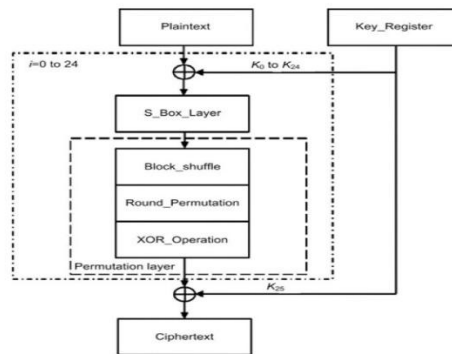 Plaintext
Key_Register
i=0 to 24
K0 to K24
S_Box_Layer
Block_shuffle
Round_Permutation
XOR_Operation
Permutation layer
K25
Ciphertext